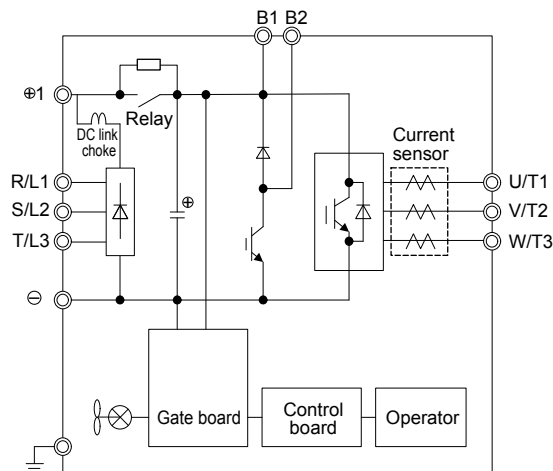 B1 B2
⊕1
Relay
DC link
choke
Current
sensor
R/L1
S/L2
T/L3
⊕
U/T1
V/T2
W/T3
⊖
Gate board
Control
board
Operator